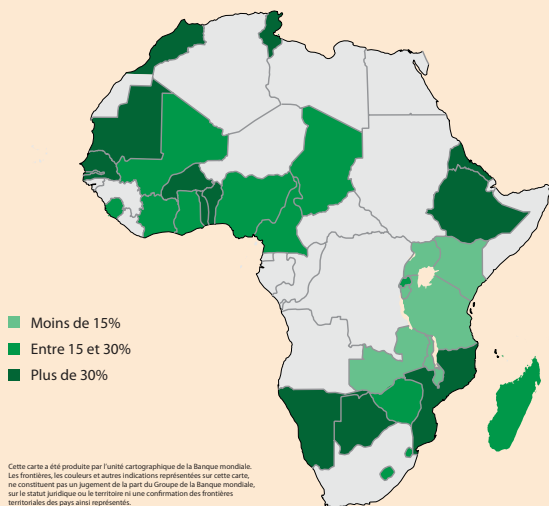 Moins de 15%
Entre 15 et 30%
Plus de 30%
Cette carte a été produite par l'unité cartographique de la Banque mondiale.
Les frontières, les couleurs et autres indications représentées sur cette carte,
ne constituent pas un jugement de la part du Groupe de la Banque mondiale,
sur le statut juridique ou le territoire ni une confirmation des frontières
territoriales des pays ainsi représentés.